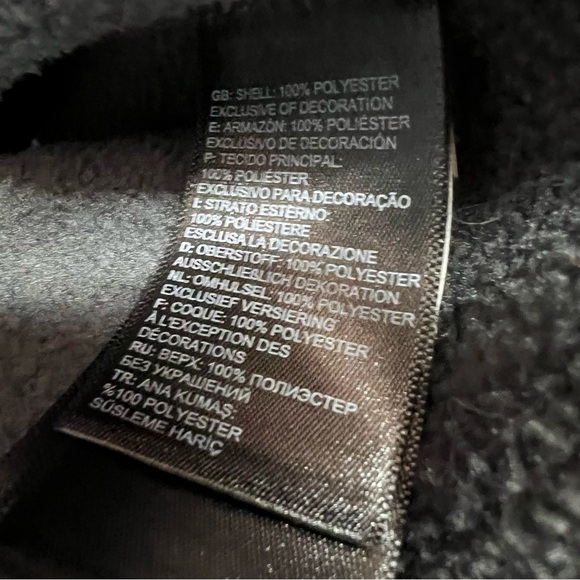 GB: SHELL: 100% POLYESTER
EXCLUSIVE OF DECORATION
E: ARMAZÓN: 100% POLIÉSTER
EXCLUSIVO DE DECORACIÓN
P: TECIDO PRINCIPAL:
100% POLIÉSTER
EXCLUSIVO PARA DECORAÇÃO
I: STRATO ESTERNO:
100% POLIESTERE
ESCLUSA LA DECORAZIONE
D: OBERSTOFF: 100% POLYESTER
AUSSCHLIEßLICH DEKORATION
NL: OMHULSEL: 100% POLYESTER
EXCLUSIEF VERSIERING
F: COQUE: 100% POLYESTER
À L'EXCEPTION DES
DÉCORATIONS
RU: ВЕРХ: 100% ПОЛИЭСТЕР
БЕЗ УКРАШЕНИЙ
TR: ANA KUMAŞ:
%100 POLYESTER
SÜSLEME HARİÇ